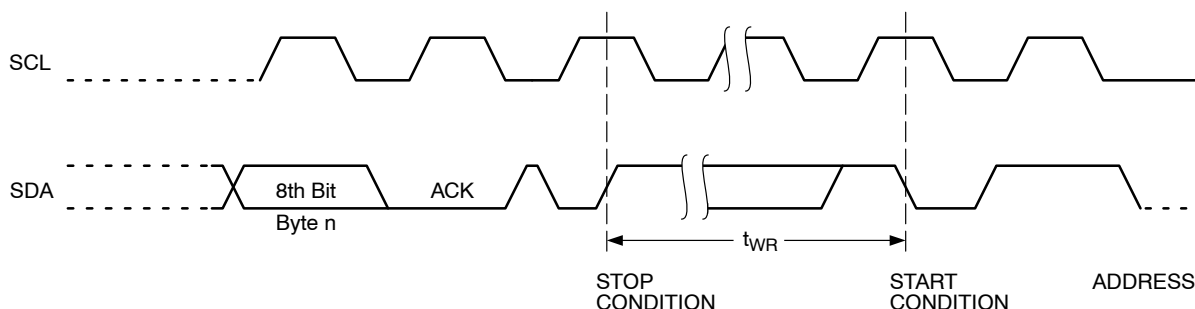 SCL
SDA
8th Bit
Byte n
ACK
tWR
STOP
CONDITION
START
CONDITION
ADDRESS